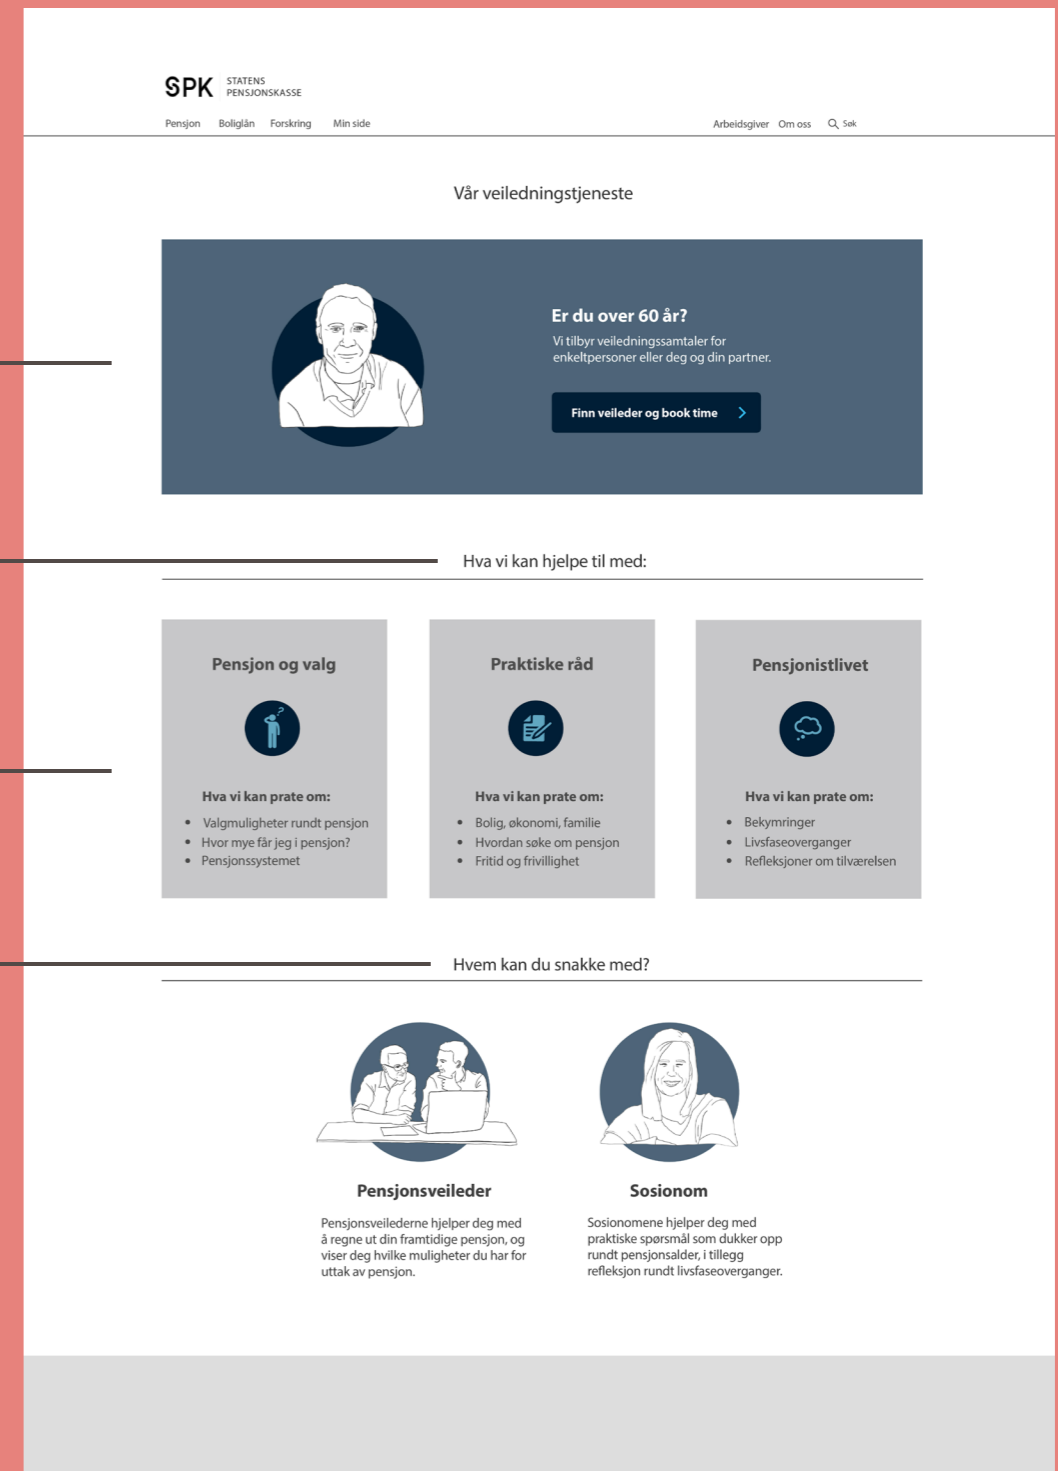 SPK
STATENS
PENSJONSKASSE
Pensjon Boliglån Forskring Min side Arbeidsgiver Om oss Søk
Vår veiledningstjeneste
Er du over 60 år?
Vi tilbyr veiledningssamtaler for
enkeltpersoner eller deg og din partner.
Finn veileder og book time
Hva vi kan hjelpe til med:
Pensjon og valg
?
Hva vi kan prate om:
• Valgmuligheter rundt pensjon
• Hvor mye får jeg i pensjon?
• Pensjonssystemet
Praktiske råd
Hva vi kan prate om:
• Bolig, økonomi, familie
• Hvordan søke om pensjon
• Fritid og frivillighet
Pensjonistlivet
Hva vi kan prate om:
• Bekymringer
• Livsfaseoverganger
• Refleksjoner om tilværelsen
Hvem kan du snakke med?
Pensjonsveileder
Pensjonsveilederne hjelper deg med
å regne ut din framtidige pensjon, og
viser deg hvilke muligheter du har for
uttak av pensjon.
Sosionom
Sosionomene hjelper deg med
praktiske spørsmål som dukker opp
rundt pensjonsalder, i tillegg
refleksjon rundt livsfaseoverganger.